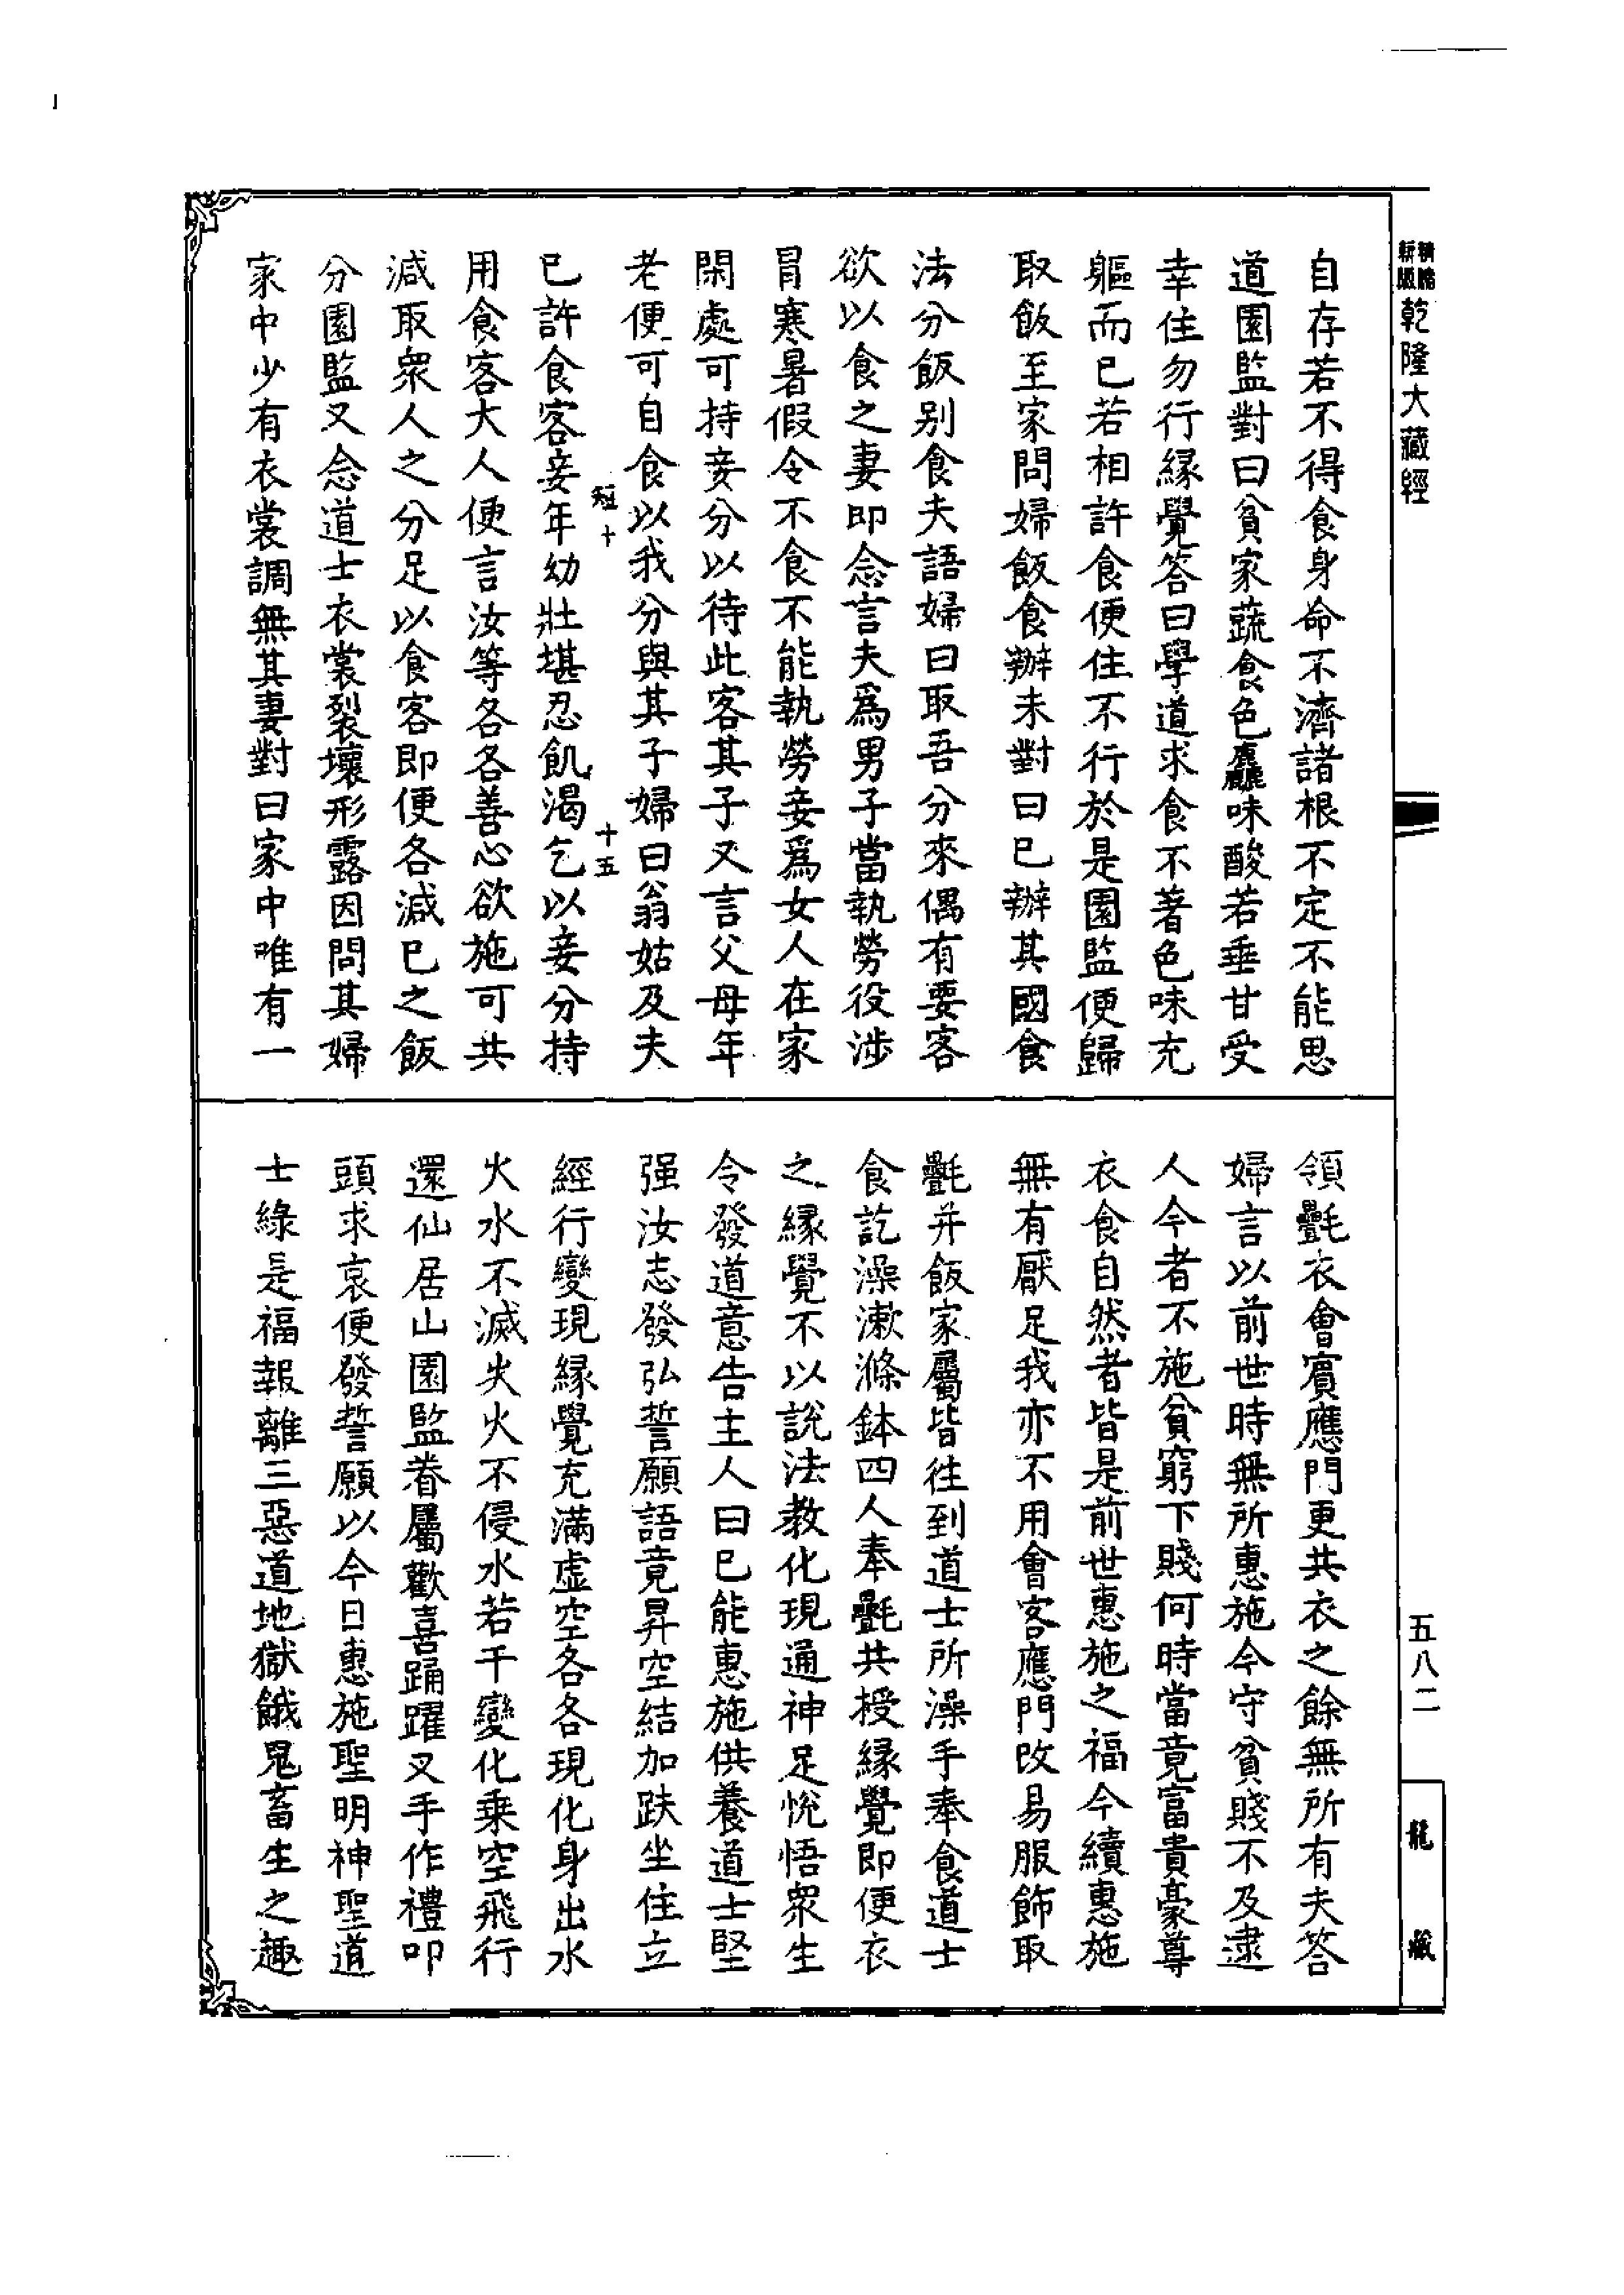 精縮
新版
乾隆大藏經
五八二
龍藏
自存若不得食身命不濟諸根不定不能思
道園監對曰貧家蔬食色麤味酸若垂甘受
幸住勿行緣覺答曰學道求食不著色味充
軀而已若相許食便住不行於是園監便歸
取飯至家問婦飯食辦未對曰已辦其國食
法分飯別食夫語婦曰取吾分來偶有要客
欲以食之妻即念言夫為男子當執勞役涉
冒寒暑假令不食不能執勞妾為女人在家
閑處可持妾分以待此客其子又言父母年
老便可自食以我分與其子婦曰翁姑及夫
十五
已許食客妾年幼壯堪忍飢渴乞以妾分持
用食客大人便言汝等各各善心欲施可共
減取眾人之分足以食客即便各減已之飯
分園監又念道士衣裳裂壞形露因問其婦
家中少有衣裳調無其妻對曰家中唯有一
領氎衣會賓應門更共衣之餘無所有夫答
婦言以前世時無所惠施今守貧賤不及逮
人今者不施貧窮下賤何時當竟富貴豪尊
衣食自然者皆是前世惠施之福今續惠施
無有厭足我亦不用會客應門改易服飾取
氎并飯家屬皆往到道士所澡手奉食道士
食訖澡漱滌鉢四人奉氎共授緣覺即便衣
之緣覺不以說法教化現通神足悅悟眾生
令發道意告主人曰已能惠施供養道士堅
强汝志發弘誓願語竟昇空結加趺坐住立
經行變現緣覺充滿虛空各各現化身出水
火水不滅火火不侵水若干變化乘空飛行
還仙居山園監眷屬歡喜踊躍叉手作禮叩
頭求哀便發誓願以今日惠施聖明神聖道
士緣是福報離三惡道地獄餓鬼畜生之趣